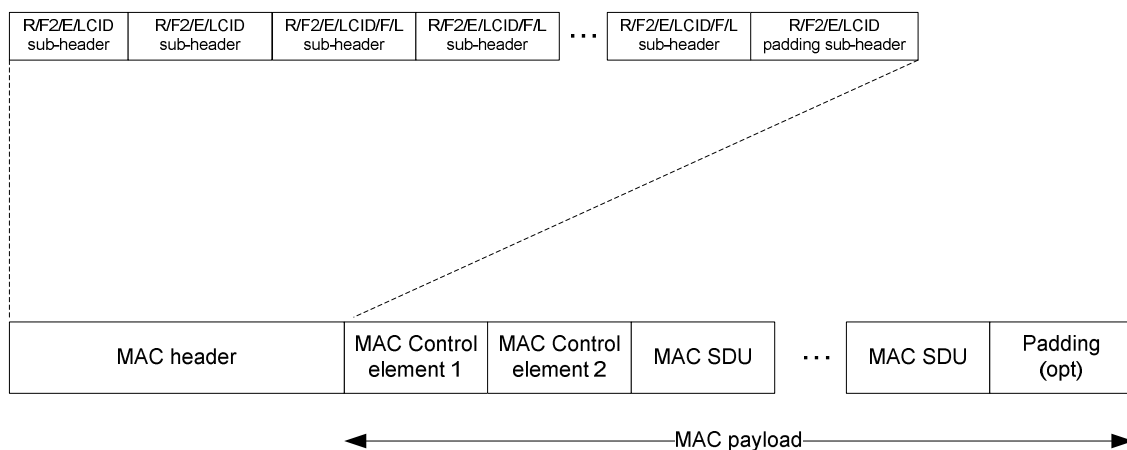 R/F2/E/LCID
sub-header
R/F2/E/LCID
sub-header
R/F2/E/LCID/F/L
sub-header
R/F2/E/LCID/F/L
sub-header
...
R/F2/E/LCID/F/L
sub-header
R/F2/E/LCID
padding sub-header
MAC header
MAC Control
element 1
MAC Control
element 2
MAC SDU
...
MAC SDU
Padding
(opt)
MAC payload